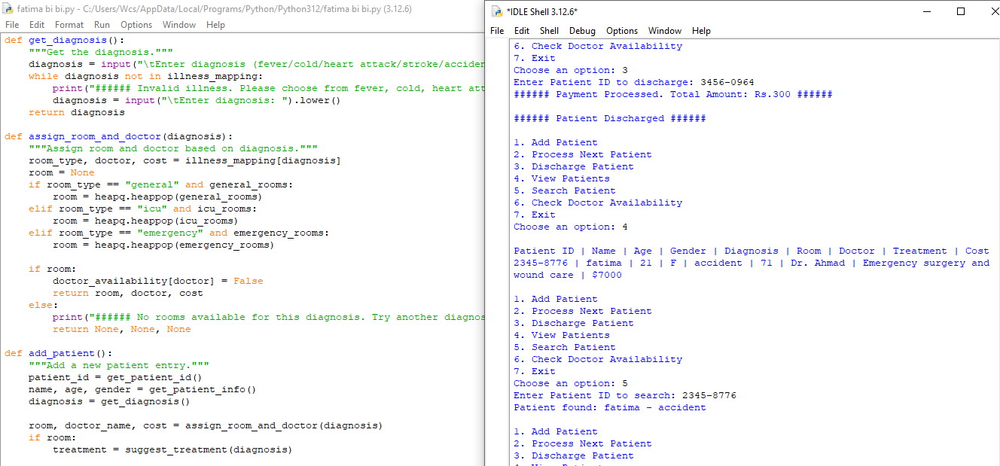 fatima bi bi.py - C:/Users/Wcs/AppData/Local/Programs/Python/Python312/fatima bi bi.py (3.12.6)
File Edit Format Run Options Window Help
def get_diagnosis():
    """Get the diagnosis."""
    diagnosis = input("\tEnter diagnosis (fever/cold/heart attack/stroke/acciden
    while diagnosis not in illness_mapping:
        print("###### Invalid illness. Please choose from fever, cold, heart att
        diagnosis = input("\tEnter diagnosis: ").lower()
    return diagnosis
def assign_room_and_doctor(diagnosis):
    """Assign room and doctor based on diagnosis."""
    room_type, doctor, cost = illness_mapping[diagnosis]
    room = None
    if room_type == "general" and general_rooms:
        room = heapq.heappop(general_rooms)
    elif room_type == "icu" and icu_rooms:
        room = heapq.heappop(icu_rooms)
    elif room_type == "emergency" and emergency_rooms:
        room = heapq.heappop(emergency_rooms)
    if room:
        doctor_availability[doctor] = False
        return room, doctor, cost
    else:
        print("###### No rooms available for this diagnosis. Try another diagnos
        return None, None, None
def add_patient():
    """Add a new patient entry."""
    patient_id = get_patient_id()
    name, age, gender = get_patient_info()
    diagnosis = get_diagnosis()
    room, doctor_name, cost = assign_room_and_doctor(diagnosis)
    if room:
        treatment = suggest_treatment(diagnosis)
*IDLE Shell 3.12.6*
File Edit Shell Debug Options Window Help
6. Check Doctor Availability
7. Exit
Choose an option: 3
Enter Patient ID to discharge: 3456-0964
###### Payment Processed. Total Amount: Rs.300 ######
###### Patient Discharged ######
1. Add Patient
2. Process Next Patient
3. Discharge Patient
4. View Patients
5. Search Patient
6. Check Doctor Availability
7. Exit
Choose an option: 4
Patient ID | Name | Age | Gender | Diagnosis | Room | Doctor | Treatment | Cost
2345-8776 | fatima | 21 | F | accident | 71 | Dr. Ahmad | Emergency surgery and
wound care | $7000
1. Add Patient
2. Process Next Patient
3. Discharge Patient
4. View Patients
5. Search Patient
6. Check Doctor Availability
7. Exit
Choose an option: 5
Enter Patient ID to search: 2345-8776
Patient found: fatima - accident
1. Add Patient
2. Process Next Patient
3. Discharge Patient